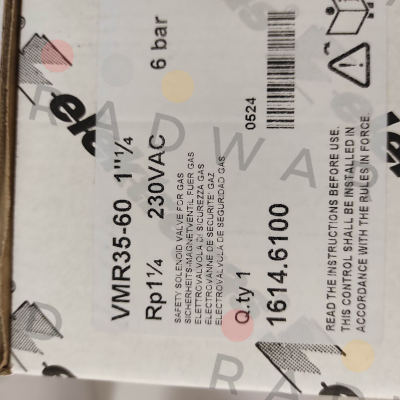 VMR35-60 1"¼
Rp1¼ 230VAC 6 bar
SAFETY SOLENOID VALVE FOR GAS
SICHERHEITS-MAGNETVENTIL FUER GAS
ELETTROVALVOLA DI SICUREZZA GAS
ELECTROVANNE DE SECURITE' GAZ
ELECTROVALVULA DE SEGURIDAD GAS
Q.ty 1
0524
1614.6100
READ THE INSTRUCTIONS BEFORE USE.
THIS CONTROL SHALL BE INSTALLED IN
ACCORDANCE WITH THE RULES IN FORCE.
RADWA
RADWA